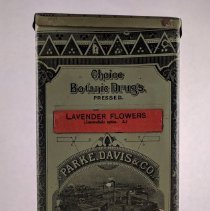 Choice
Botanic Drugs
PRESSED.
LAVENDER FLOWERS
PARKE, DAVIS & CO.